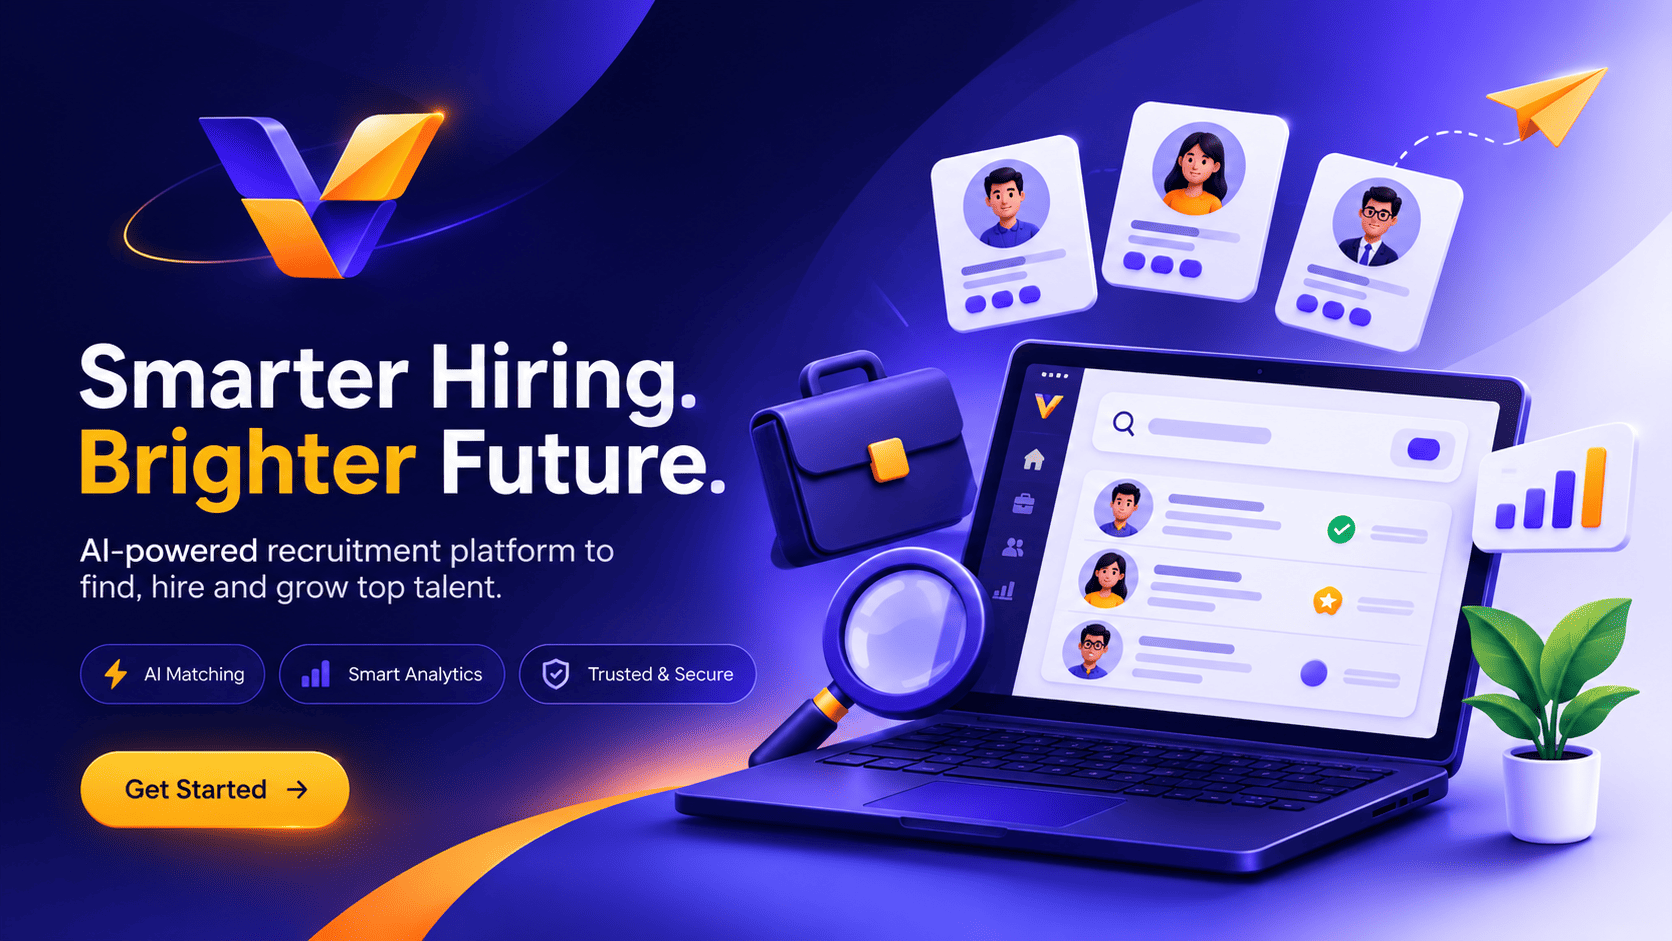 Smarter Hiring.
Brighter Future.
AI-powered recruitment platform to
find, hire and grow top talent.
AI Matching
Smart Analytics
Trusted & Secure
Get Started →